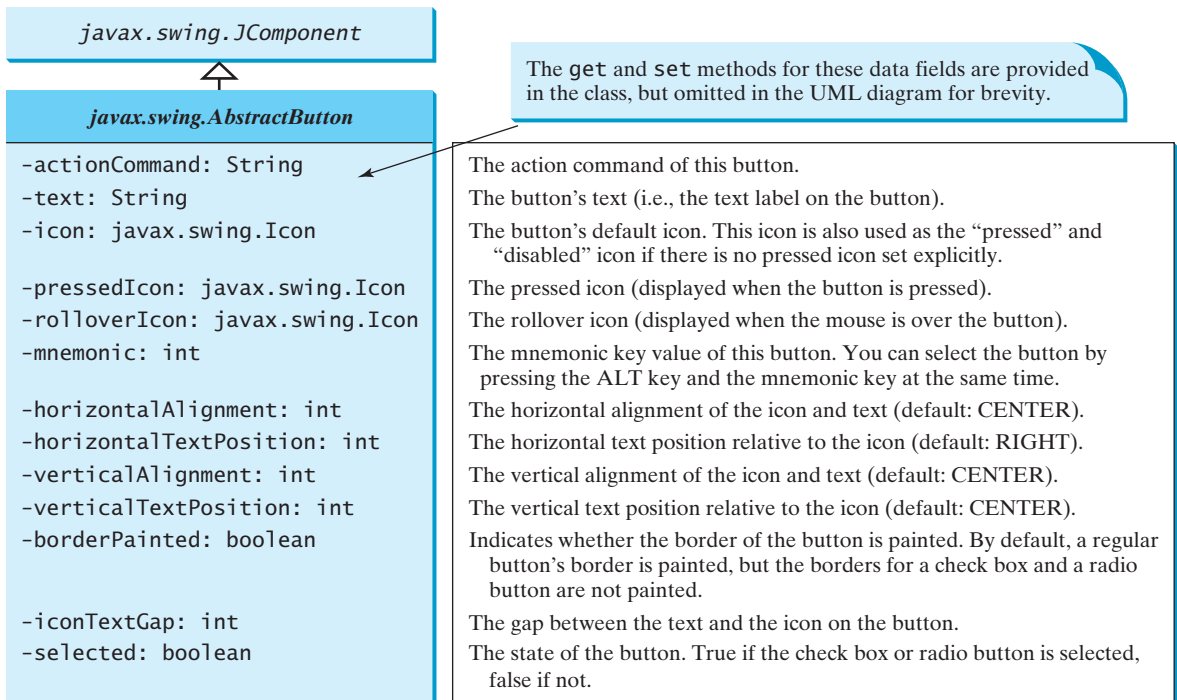 javax.swing.JComponent
The get and set methods for these data fields are provided
in the class, but omitted in the UML diagram for brevity.
javax.swing.AbstractButton
-actionCommand: String
The action command of this button.
-text: String
The button’s text (i.e., the text label on the button).
-icon: javax.swing.Icon
The button’s default icon. This icon is also used as the “pressed” and
“disabled” icon if there is no pressed icon set explicitly.
-pressedIcon: javax.swing.Icon
The pressed icon (displayed when the button is pressed).
-rolloverIcon: javax.swing.Icon
The rollover icon (displayed when the mouse is over the button).
-mnemonic: int
The mnemonic key value of this button. You can select the button by
pressing the ALT key and the mnemonic key at the same time.
-horizontalAlignment: int
The horizontal alignment of the icon and text (default: CENTER).
-horizontalTextPosition: int
The horizontal text position relative to the icon (default: RIGHT).
-verticalAlignment: int
The vertical alignment of the icon and text (default: CENTER).
-verticalTextPosition: int
The vertical text position relative to the icon (default: CENTER).
-borderPainted: boolean
Indicates whether the border of the button is painted. By default, a regular
button’s border is painted, but the borders for a check box and a radio
button are not painted.
-iconTextGap: int
The gap between the text and the icon on the button.
-selected: boolean
The state of the button. True if the check box or radio button is selected,
false if not.